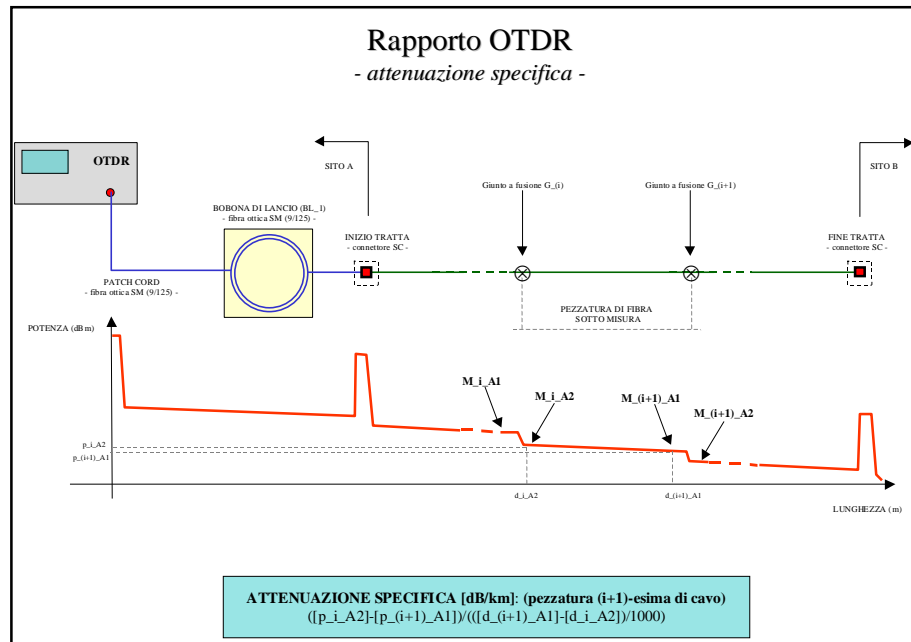 Rapporto OTDR
- attenuazione specifica -
OTDR
SITO A
SITO B
Giunto a fusione G_(i)
Giunto a fusione G_(i+1)
BOBONA DI LANCIO (BL_1)
- fibra ottica SM (9/125) -
INIZIO TRATTA
- connettore SC -
FINE TRATTA
- connettore SC -
PATCH CORD
- fibra ottica SM (9/125) -
PEZZATURA DI FIBRA
SOTTO MISURA
POTENZA (dBm)
M_i_A1
M_i_A2
M_(i+1)_A1
M_(i+1)_A2
p_i_A2
p_(i+1)_A1
d_i_A2
d_(i+1)_A1
LUNGHEZZA (m)
ATTENUAZIONE SPECIFICA [dB/km]: (pezzatura (i+1)-esima di cavo)
([p_i_A2]-[p_(i+1)_A1])/(([d_(i+1)_A1]-[d_i_A2])/1000)